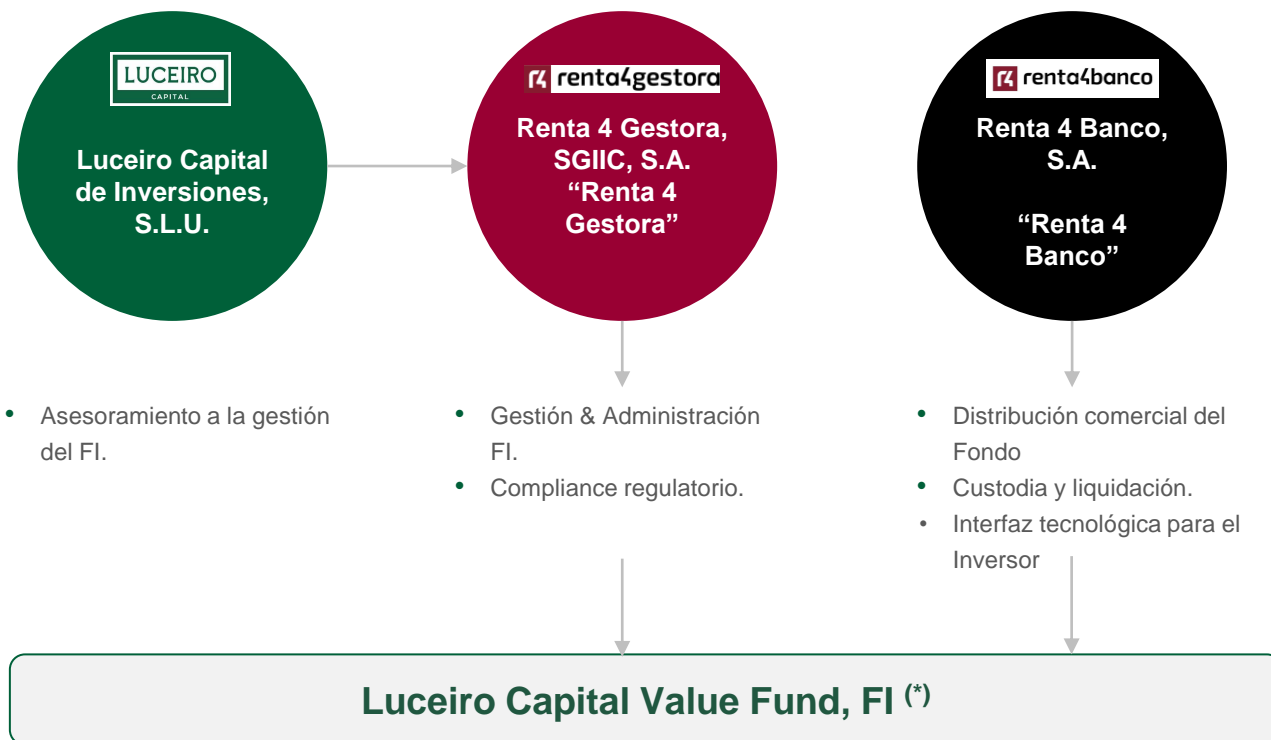 LUCEIRO
CAPITAL
Luceiro Capital
de Inversiones,
S.L.U.
r4 renta4gestora
Renta 4 Gestora,
SGIIC, S.A.
“Renta 4
Gestora”
r4 renta4banco
Renta 4 Banco,
S.A.
“Renta 4
Banco”
• Asesoramiento a la gestión
del FI.
• Gestión & Administración
FI.
• Compliance regulatorio.
• Distribución comercial del
Fondo
• Custodia y liquidación.
• Interfaz tecnológica para el
Inversor
Luceiro Capital Value Fund, FI (*)